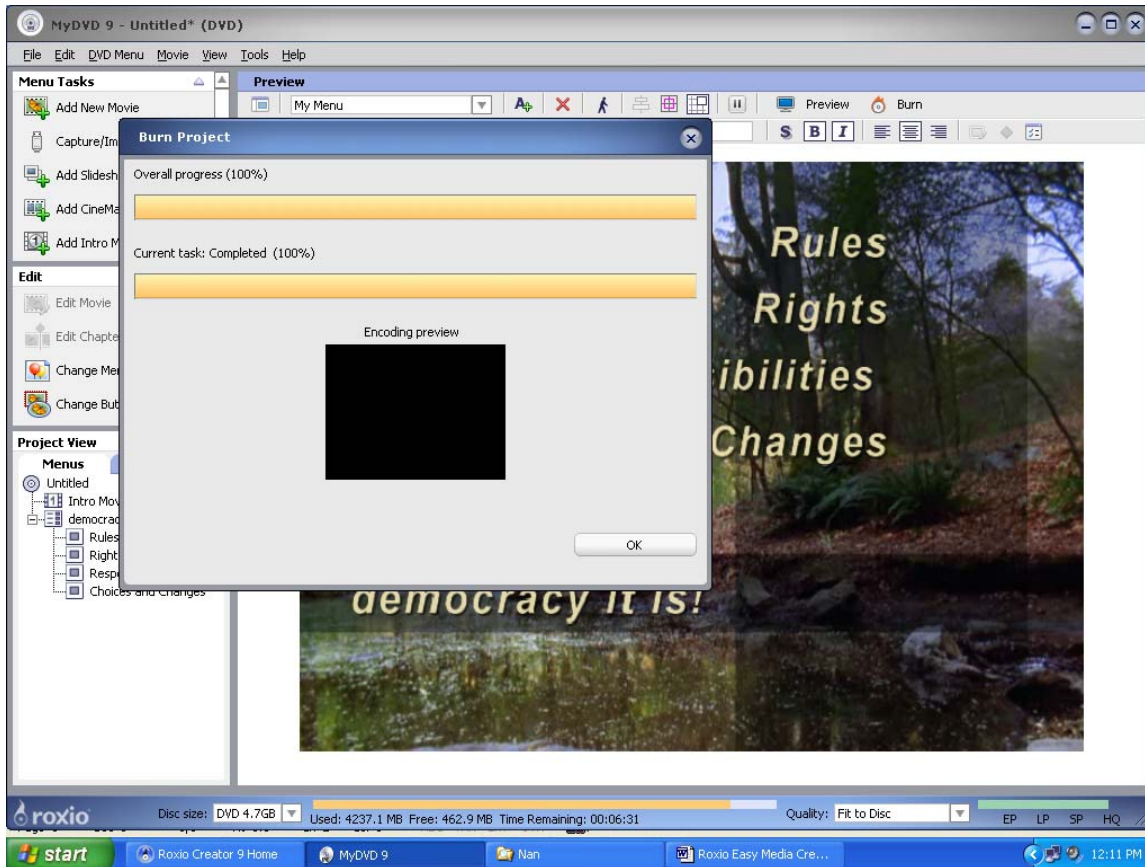 MyDVD 9 - Untitled* (DVD)
File Edit DVD Menu Movie View Tools Help
Menu Tasks
Add New Movie
Capture/Im
Add Slidesh
Add CineMa
Add Intro M
Edit
Edit Movie
Edit Chapte
Change Me
Change But
Project View
Menus
Untitled
Intro Mov
democrac
Rules
Right
Respo
Choices and Changes
Preview
My Menu
Preview Burn
S B I
Burn Project
Overall progress (100%)
Current task: Completed (100%)
Encoding preview
OK
Rules
Rights
ibilities
Changes
democracy it is!
roxio
Disc size: DVD 4.7GB
Used: 4237.1 MB Free: 462.9 MB Time Remaining: 00:06:31
Quality: Fit to Disc
EP LP SP HQ
start
Roxio Creator 9 Home
MyDVD 9
Nan
Roxio Easy Media Cre...
12:11 PM